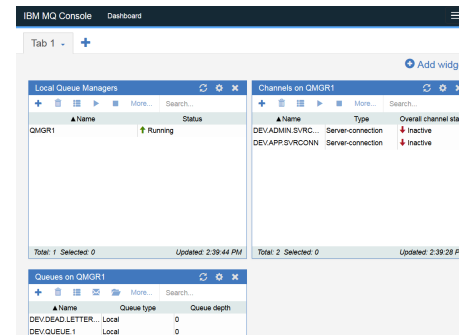 IBM MQ Console Dashboard
Tab 1
Add widg
Local Queue Managers
More... Search...
▲Name Status
QMGR1 Running
Total: 1 Selected: 0 Updated: 2:39:44 PM
Channels on QMGR1
More... Search...
▲Name Type Overall channel sta
DEV.ADMIN.SVRC... Server-connection Inactive
DEV.APP.SVRCONN Server-connection Inactive
Total: 2 Selected: 0 Updated: 2:39:28 P
Queues on QMGR1
More... Search...
▲Name Queue type Queue depth
DEV.DEAD.LETTER... Local 0
DEV.QUEUE.1 Local 0